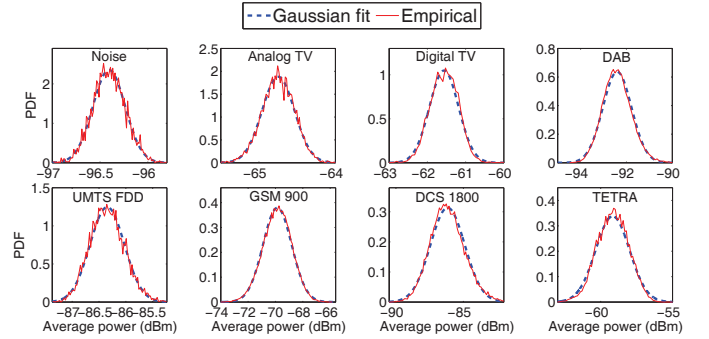 Gaussian fit Empirical
Noise Analog TV Digital TV DAB
PDF
2
1
0
−97 −96.5 −96
2.5
2
1.5
1
0.5
0
−65 −64
1
0.5
0
−63 −62 −61 −60
0.8
0.6
0.4
0.2
0
−94 −92 −90
UMTS FDD GSM 900 DCS 1800 TETRA
PDF
1.5
1
0.5
0
−87 −86.5 −86 −85.5
Average power (dBm)
0.4
0.3
0.2
0.1
0
−74 −72 −70 −68 −66
Average power (dBm)
0.3
0.2
0.1
0
−90 −85
Average power (dBm)
0.4
0.3
0.2
0.1
0
−60 −55
Average power (dBm)